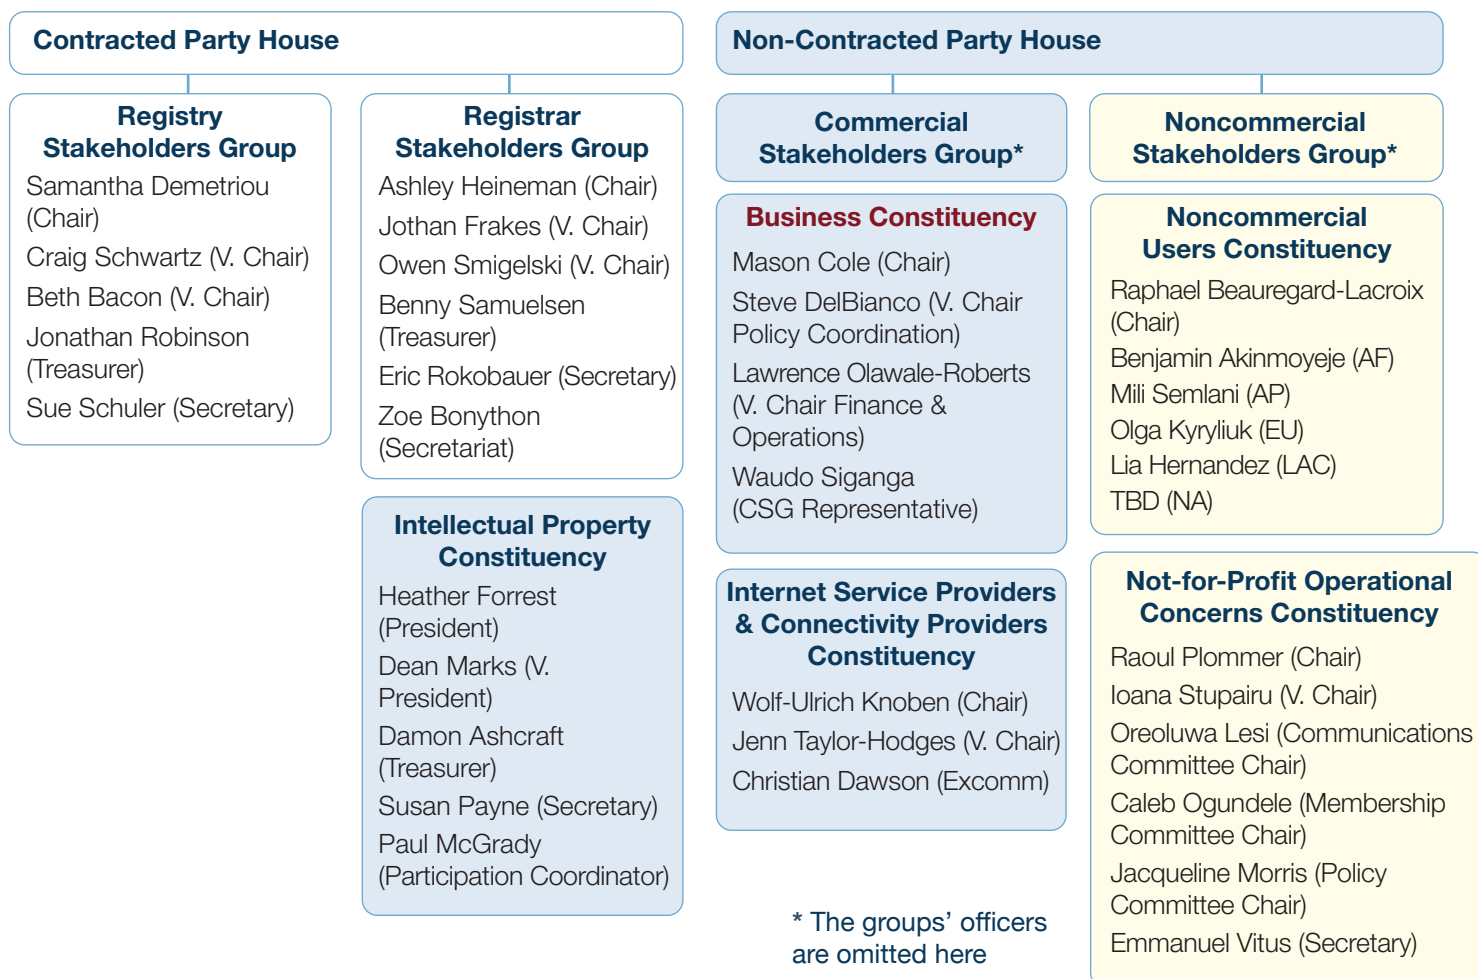 Contracted Party House
Registry
Stakeholders Group
Samantha Demetriou
(Chair)
Craig Schwartz (V. Chair)
Beth Bacon (V. Chair)
Jonathan Robinson
(Treasurer)
Sue Schuler (Secretary)
Registrar
Stakeholders Group
Ashley Heineman (Chair)
Jothan Frakes (V. Chair)
Owen Smigelski (V. Chair)
Benny Samuelsen
(Treasurer)
Eric Rokobauer (Secretary)
Zoe Bonython
(Secretariat)
Intellectual Property
Constituency
Heather Forrest
(President)
Dean Marks (V.
President)
Damon Ashcraft
(Treasurer)
Susan Payne (Secretary)
Paul McGrady
(Participation Coordinator)
Non-Contracted Party House
Commercial
Stakeholders Group*
Business Constituency
Mason Cole (Chair)
Steve DelBianco (V. Chair
Policy Coordination)
Lawrence Olawale-Roberts
(V. Chair Finance &
Operations)
Waudo Siganga
(CSG Representative)
Internet Service Providers
& Connectivity Providers
Constituency
Wolf-Ulrich Knoben (Chair)
Jenn Taylor-Hodges (V. Chair)
Christian Dawson (Excomm)
Noncommercial
Stakeholders Group*
Noncommercial
Users Constituency
Raphael Beauregard-Lacroix
(Chair)
Benjamin Akinmoyeje (AF)
Mili Semlani (AP)
Olga Kyryliuk (EU)
Lia Hernandez (LAC)
TBD (NA)
Not-for-Profit Operational
Concerns Constituency
Raoul Plommer (Chair)
Ioana Stupairu (V. Chair)
Oreoluwa Lesi (Communications
Committee Chair)
Caleb Ogundele (Membership
Committee Chair)
Jacqueline Morris (Policy
Committee Chair)
Emmanuel Vitus (Secretary)
* The groups' officers
are omitted here